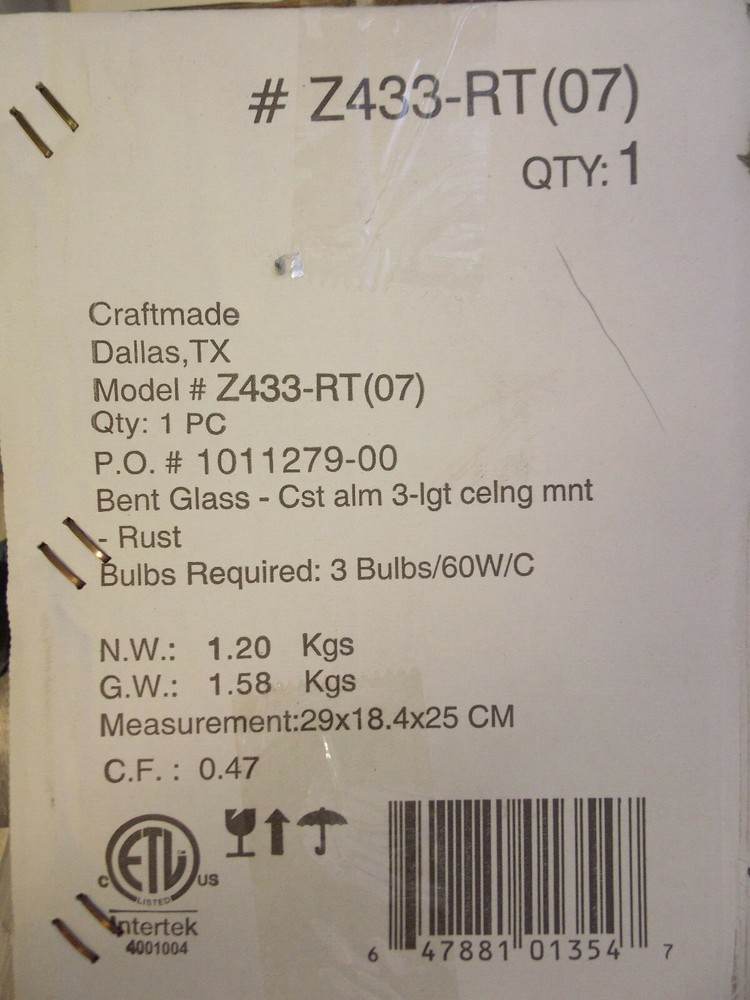 # Z433-RT(07)
QTY: 1
Craftmade
Dallas,TX
Model # Z433-RT(07)
Qty: 1 PC
P.O. # 1011279-00
Bent Glass - Cst alm 3-lgt celng mnt
- Rust
Bulbs Required: 3 Bulbs/60W/C
N.W.: 1.20 Kgs
G.W.: 1.58 Kgs
Measurement:29x18.4x25 CM
C.F. : 0.47
ETL
C US
LISTED
Intertek
4001004
6 47881 01354 7